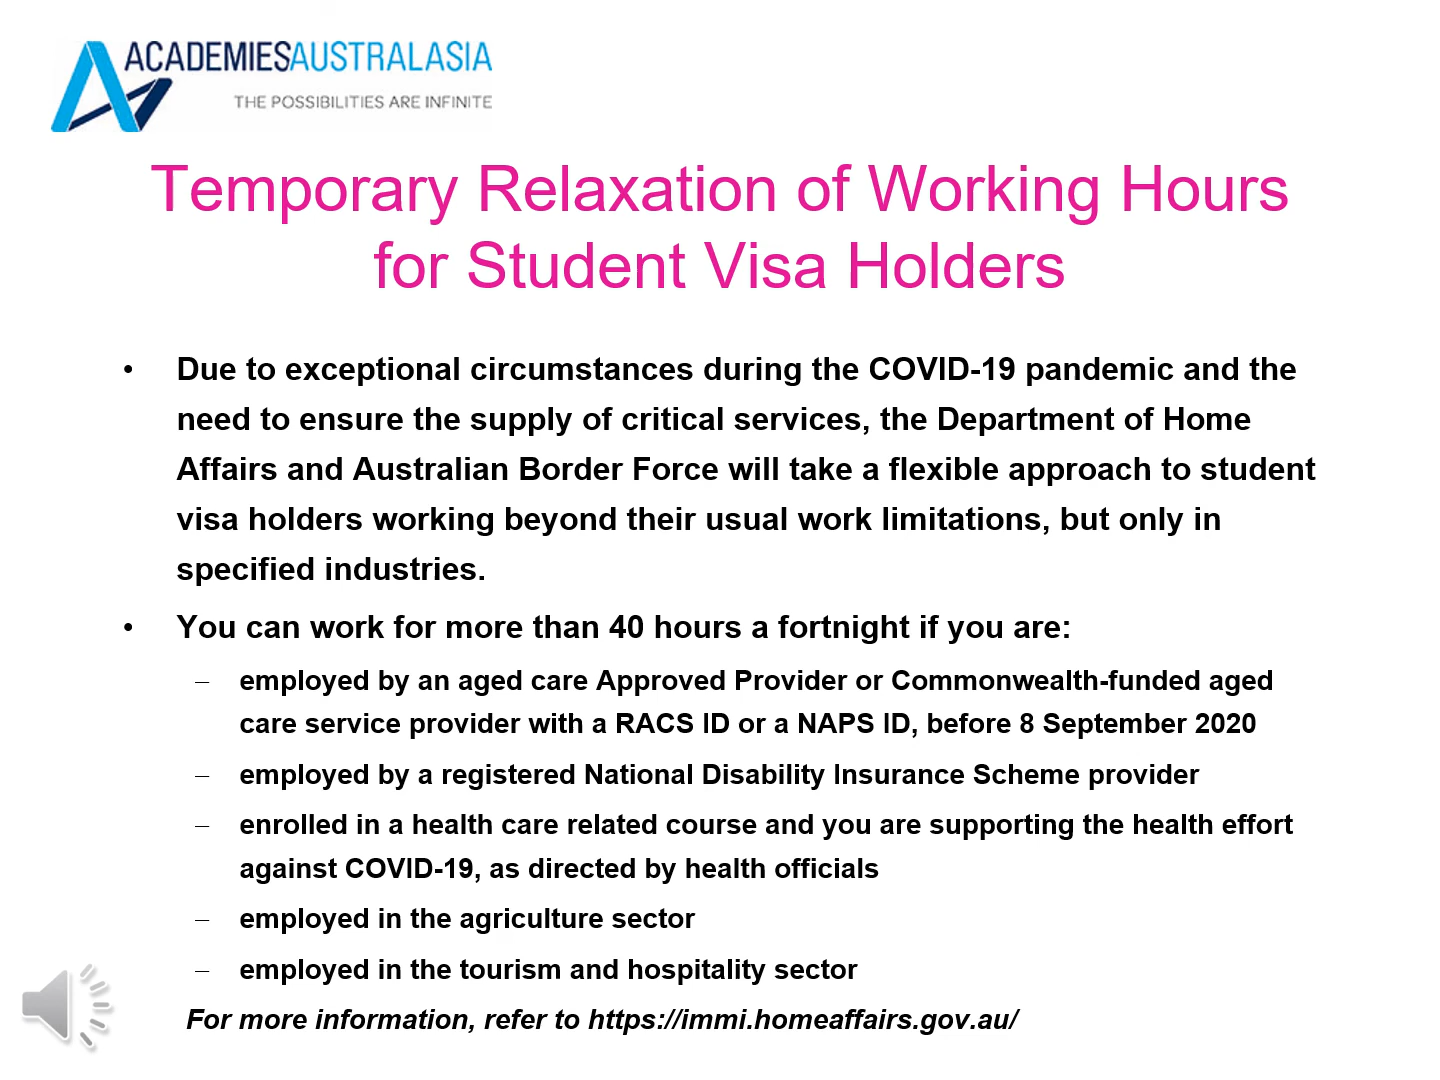 ACADEMIESAUSTRALASIA
THE POSSIBILITIES ARE INFINITE
Temporary Relaxation of Working Hours
for Student Visa Holders
• Due to exceptional circumstances during the COVID-19 pandemic and the
need to ensure the supply of critical services, the Department of Home
Affairs and Australian Border Force will take a flexible approach to student
visa holders working beyond their usual work limitations, but only in
specified industries.
• You can work for more than 40 hours a fortnight if you are:
– employed by an aged care Approved Provider or Commonwealth-funded aged
care service provider with a RACS ID or a NAPS ID, before 8 September 2020
– employed by a registered National Disability Insurance Scheme provider
– enrolled in a health care related course and you are supporting the health effort
against COVID-19, as directed by health officials
– employed in the agriculture sector
– employed in the tourism and hospitality sector
For more information, refer to https://immi.homeaffairs.gov.au/